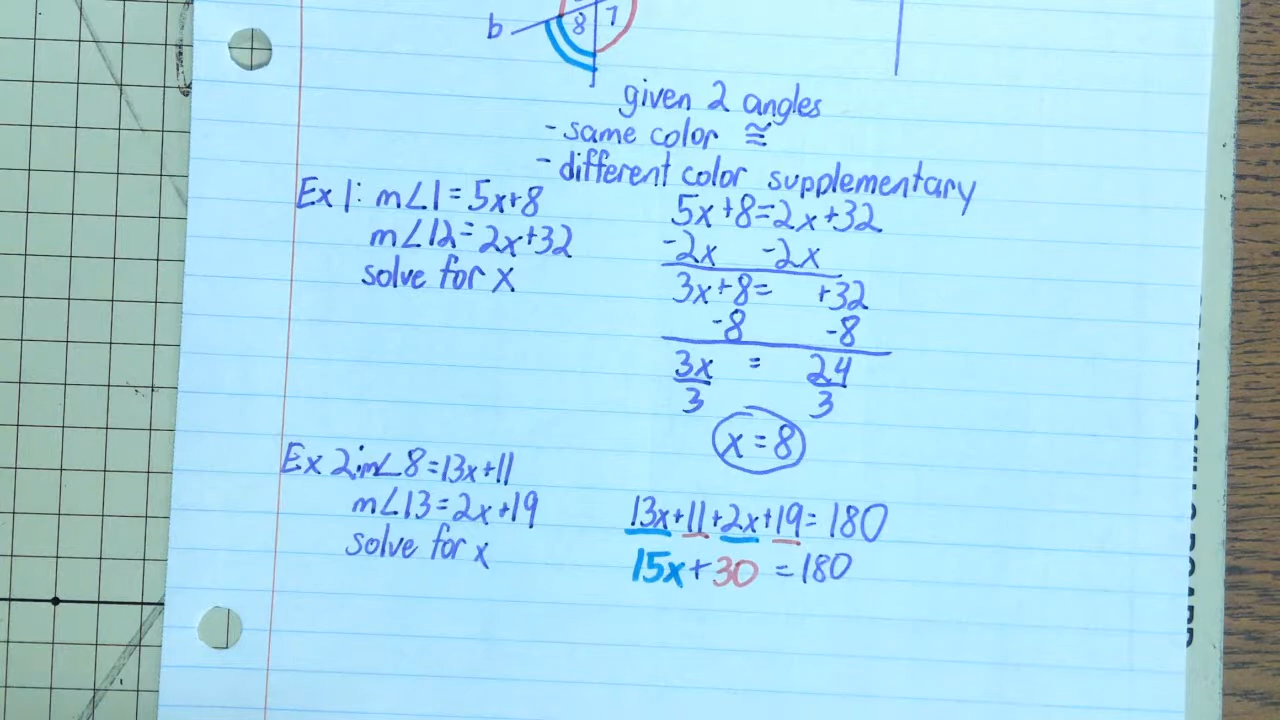 b
8
7
given 2 angles
- same color ≅
- different color supplementary
Ex 1: m∠1=5x+8
m∠12=2x+32
solve for x
5x+8=2x+32
-2x -2x
3x+8= +32
-8 -8
3x = 24
3 3
x=8
Ex 2: m∠8=13x+11
m∠13=2x+19
solve for x
13x+11+2x+19=180
15x+30=180